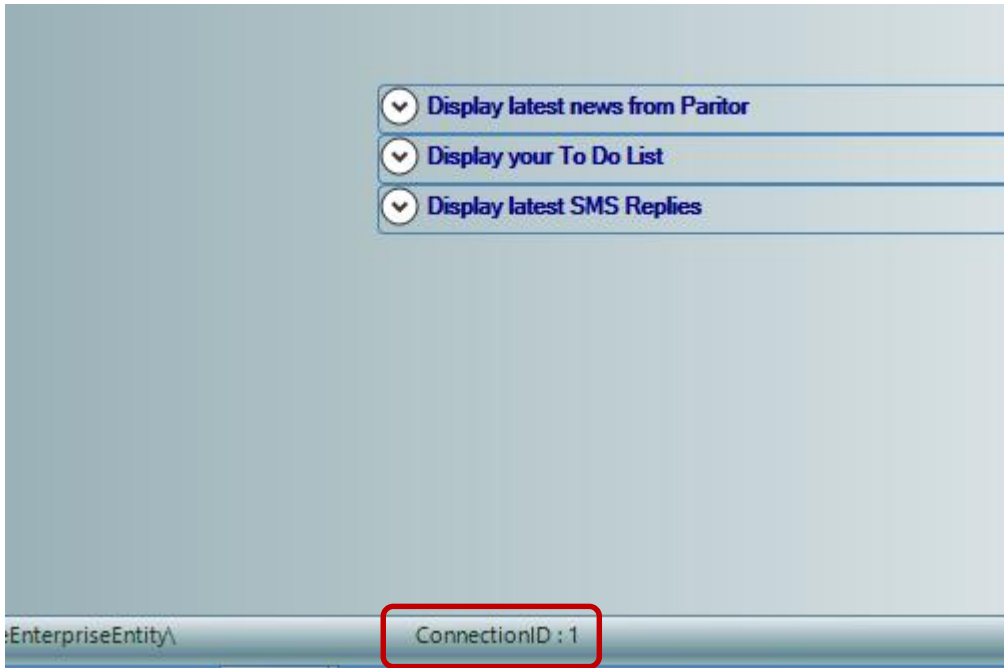 Display latest news from Paritor
Display your To Do List
Display latest SMS Replies
eEnterpriseEntity\ ConnectionID : 1